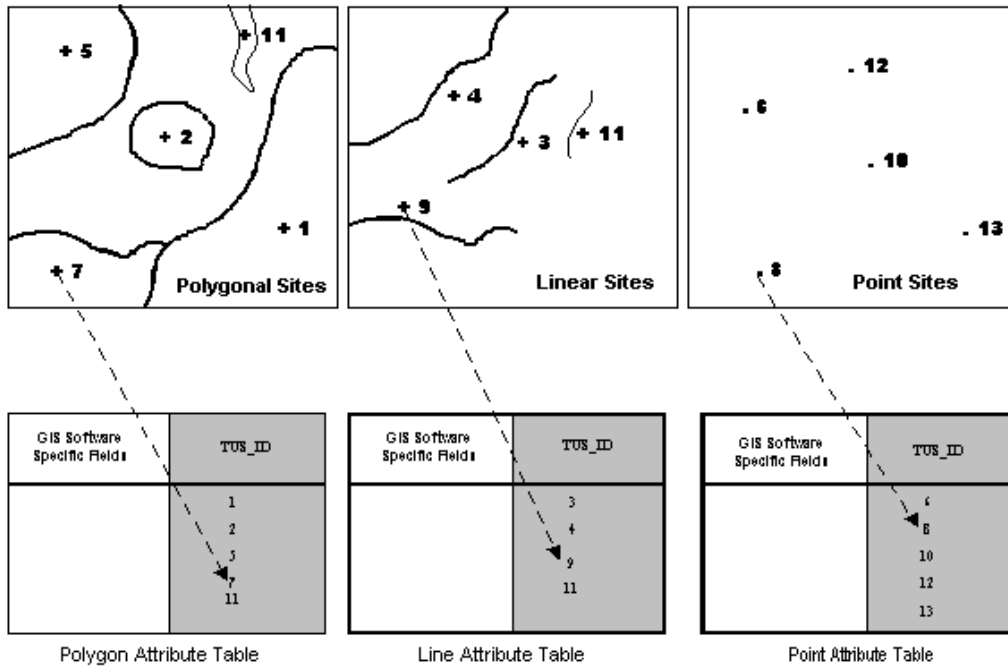 5
11
2
1
7
Polygonal Sites
4
3
11
9
Linear Sites
12
6
10
13
8
Point Sites
GIS Software
Specific Fields
TUS_ID
1
2
5
7
11
Polygon Attribute Table
GIS Software
Specific Fields
TUS_ID
3
4
9
11
Line Attribute Table
GIS Software
Specific Fields
TUS_ID
6
8
10
12
13
Point Attribute Table